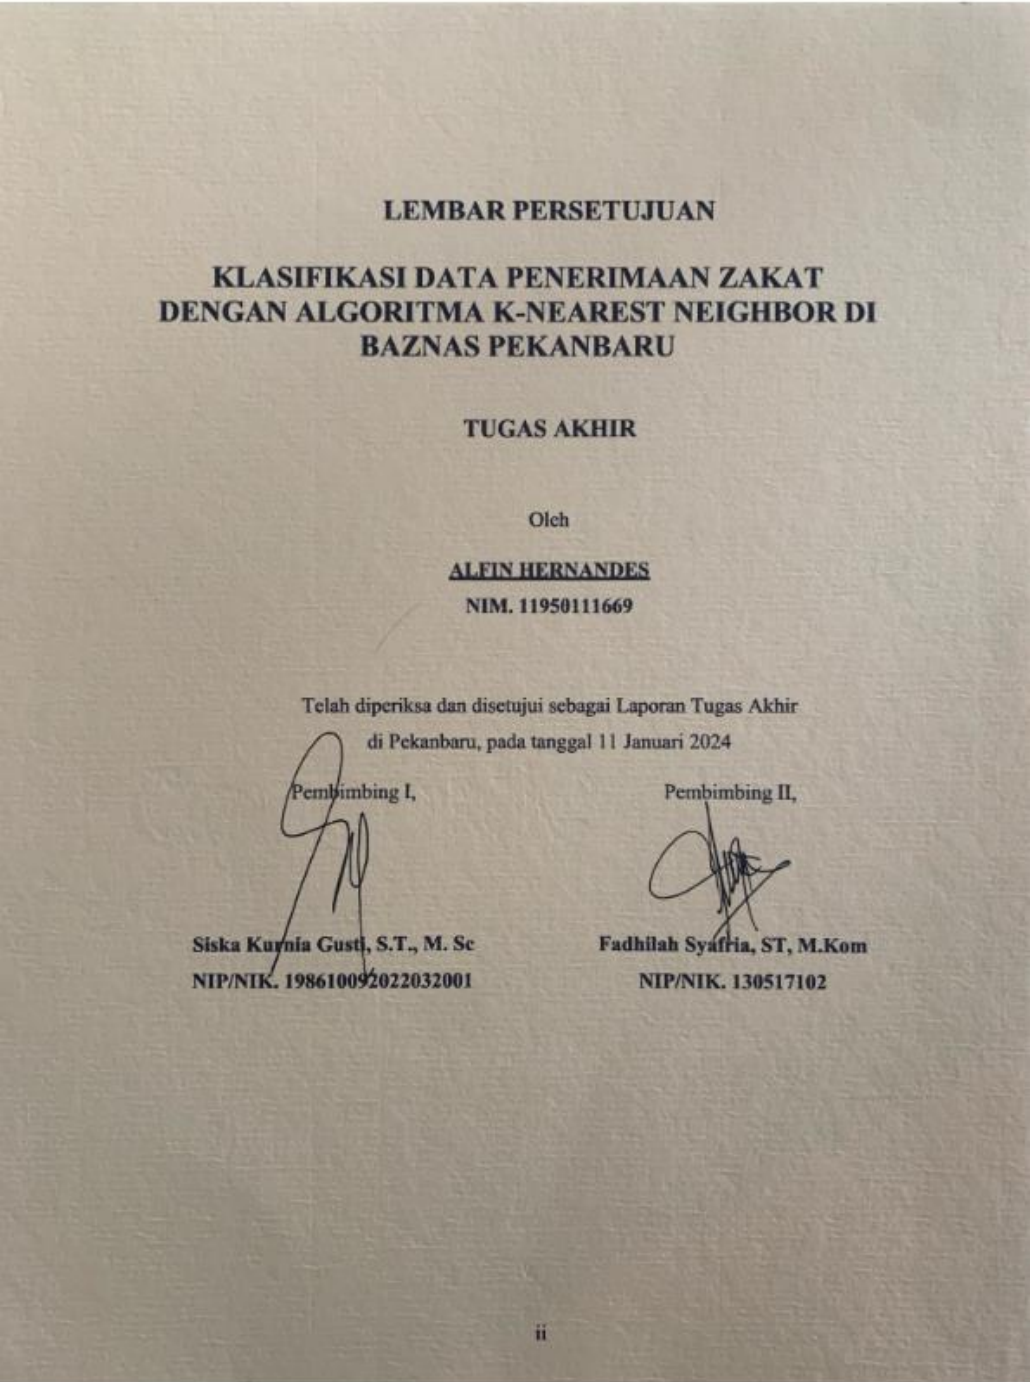 LEMBAR PERSETUJUAN
KLASIFIKASI DATA PENERIMAAN ZAKAT
DENGAN ALGORITMA K-NEAREST NEIGHBOR DI
BAZNAS PEKANBARU
TUGAS AKHIR
Oleh
ALFIN HERNANDES
NIM. 11950111669
Telah diperiksa dan disetujui sebagai Laporan Tugas Akhir
di Pekanbaru, pada tanggal 11 Januari 2024
Pembimbing I,
Pembimbing II,
Siska Kurnia Gusti, S.T., M. Sc
Fadhilah Syafria, ST, M.Kom
NIP/NIK. 198610092022032001
NIP/NIK. 130517102
ii